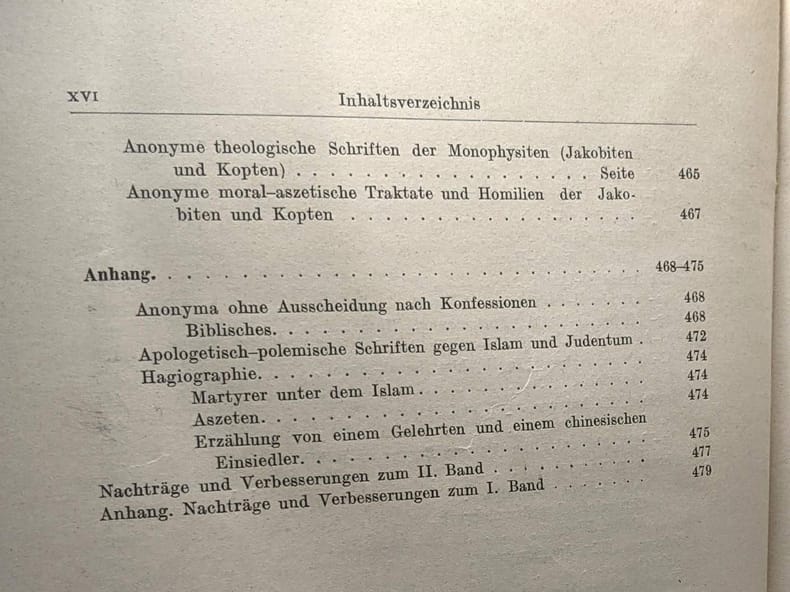 XVI Inhaltsverzeichnis
Anonyme theologische Schriften der Monophysiten (Jakobiten
und Kopten) . . . . . . . . . . . . . . . . . . Seite 465
Anonyme moral-aszetische Traktate und Homilien der Jako-
biten und Kopten . . . . . . . . . . . . . . . . . 467
Anhang. . . . . . . . . . . . . . . . . . . . . . . . . . . 468-475
Anonyma ohne Ausscheidung nach Konfessionen . . . . . . 468
Biblisches. . . . . . . . . . . . . . . . . . . . . 468
Apologetisch-polemische Schriften gegen Islam und Judentum . 472
Hagiographie. . . . . . . . . . . . . . . . . . . . . . 474
Martyrer unter dem Islam . . . . . . . . . . . . . 474
Aszeten. . . . . . . . . . . . . . . . . . . . . . 474
Erzählung von einem Gelehrten und einem chinesischen
Einsiedler. . . . . . . . . . . . . . . . . . . . 475
Nachträge und Verbesserungen zum II. Band . . . . . . . . . 477
Anhang. Nachträge und Verbesserungen zum I. Band . . . . . . 479